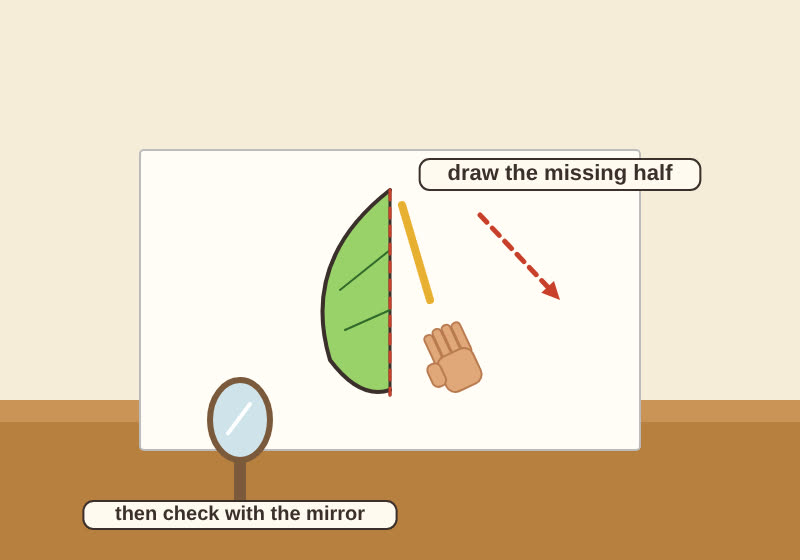 draw the missing half
then check with the mirror